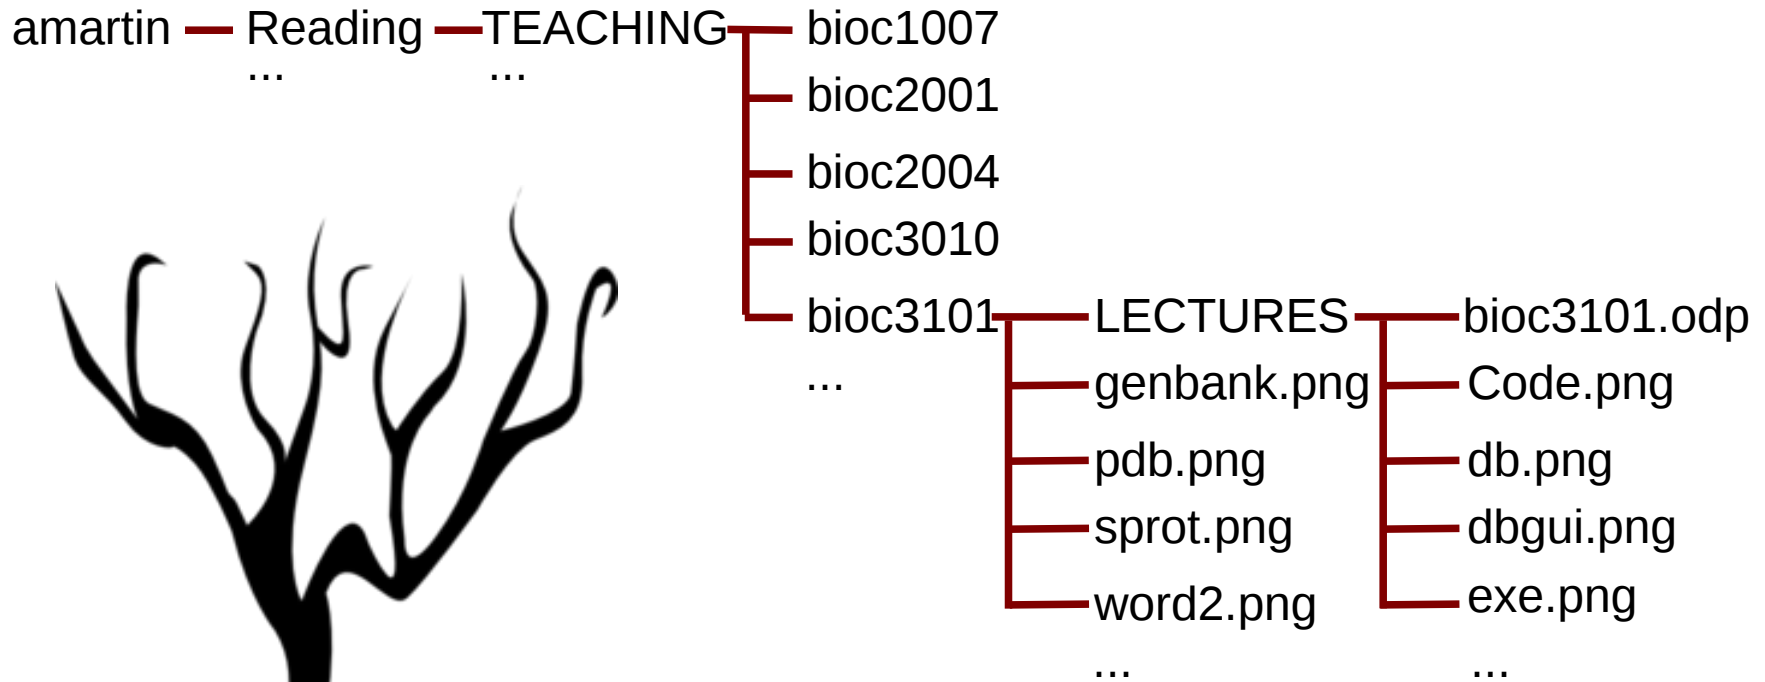 amartin Reading TEACHING bioc1007
... ...
bioc2001
bioc2004
bioc3010
bioc3101 LECTURES bioc3101.odp
... genbank.png Code.png
pdb.png db.png
sprot.png dbgui.png
word2.png exe.png
... ...